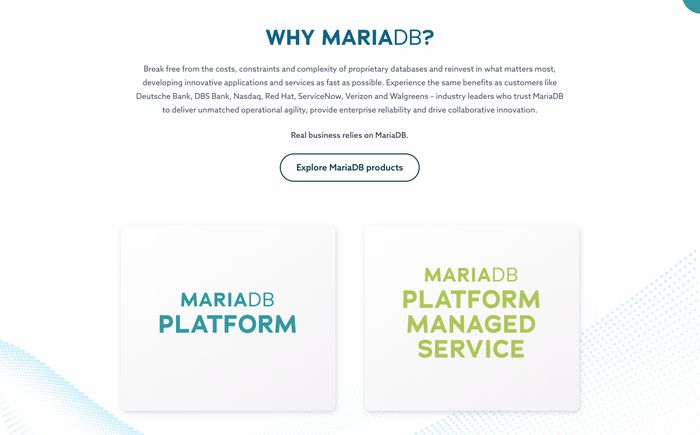 WHY MARIADB?
Break free from the costs, constraints and complexity of proprietary databases and reinvest in what matters most,
developing innovative applications and services as fast as possible. Experience the same benefits as customers like
Deutsche Bank, DBS Bank, Nasdaq, Red Hat, ServiceNow, Verizon and Walgreens – industry leaders who trust MariaDB
to deliver unmatched operational agility, provide enterprise reliability and drive collaborative innovation.
Real business relies on MariaDB.
Explore MariaDB products
MARIADB
PLATFORM
MARIADB
PLATFORM
MANAGED
SERVICE